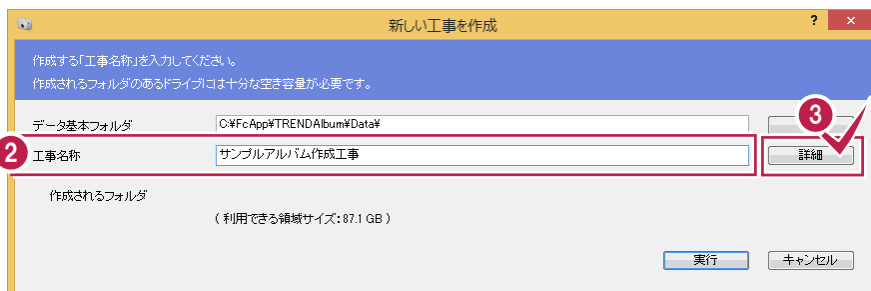 新しい工事を作成
? ×
作成する「工事名称」を入力してください。
作成されるフォルダのあるドライブには十分な空き容量が必要です。
データ基本フォルダ C:¥FcApp¥TRENDAlbum¥Data¥
3
2 工事名称 サンプルアルバム作成工事 詳細
作成されるフォルダ
( 利用できる領域サイズ: 87.1 GB )
実行 キャンセル